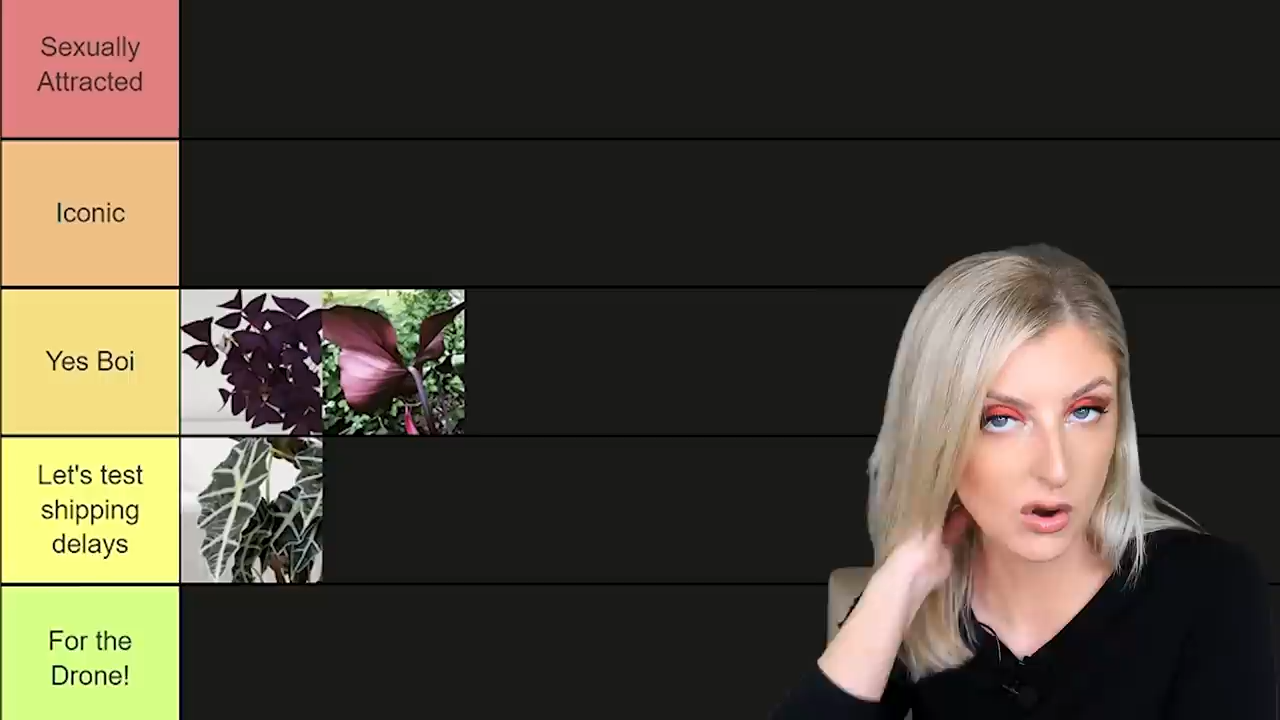 Sexually
Attracted
Iconic
Yes Boi
Let's test
shipping
delays
For the
Drone!